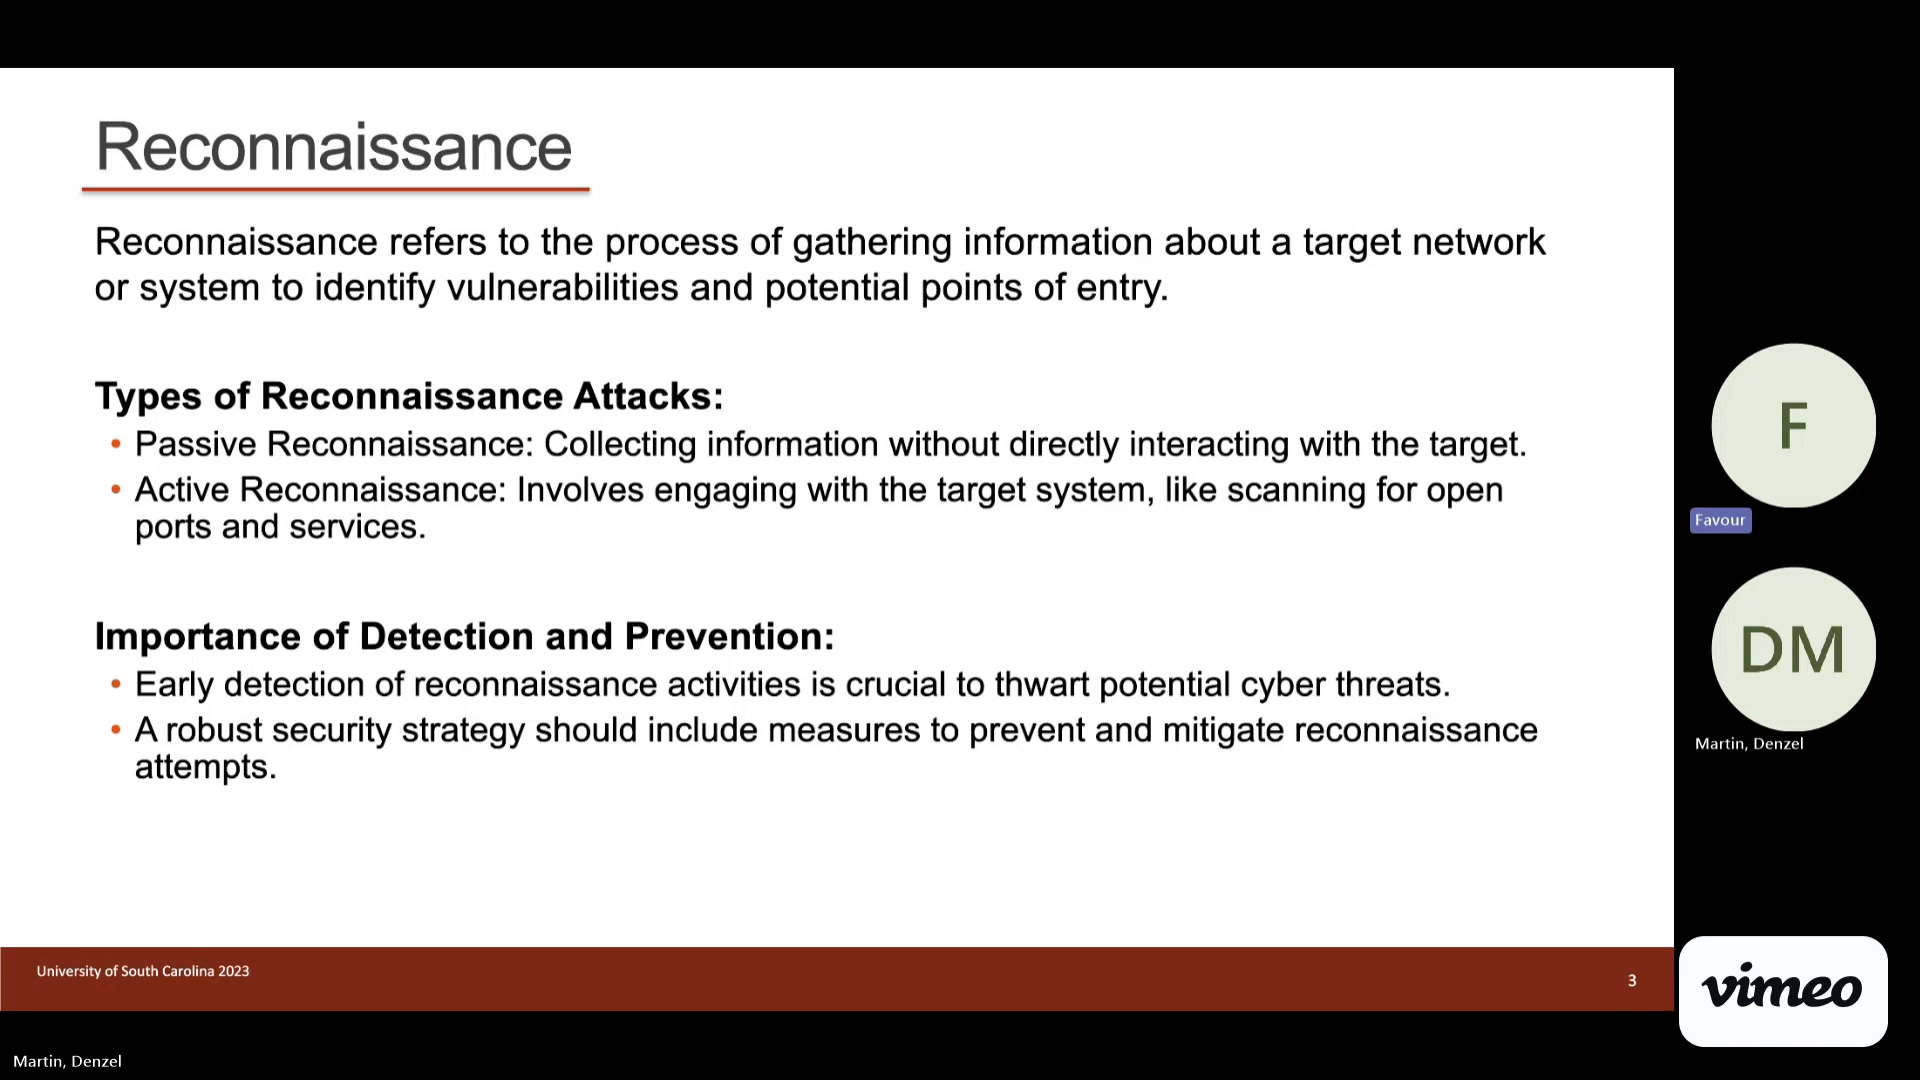 Reconnaissance
Reconnaissance refers to the process of gathering information about a target network
or system to identify vulnerabilities and potential points of entry.
Types of Reconnaissance Attacks:
• Passive Reconnaissance: Collecting information without directly interacting with the target.
• Active Reconnaissance: Involves engaging with the target system, like scanning for open
ports and services.
Importance of Detection and Prevention:
• Early detection of reconnaissance activities is crucial to thwart potential cyber threats.
• A robust security strategy should include measures to prevent and mitigate reconnaissance
attempts.
University of South Carolina 2023
3
F
Favour
DM
Martin, Denzel
vimeo
Martin, Denzel